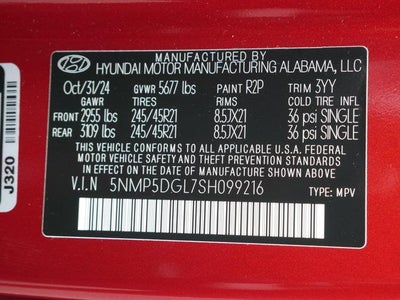 MANUFACTURED BY
HYUNDAI MOTOR MANUFACTURING ALABAMA, LLC
Oct/31/24 GVWR 5677 lbs PAINT R2P TRIM 3YY
GAWR TIRES RIMS COLD TIRE PRESSURE
FRONT 2955 lbs 245/45R21 8.5JX21 36 psi SINGLE
REAR 3109 lbs 245/45R21 8.5JX21 36 psi SINGLE
THIS VEHICLE CONFORMS TO ALL APPLICABLE U.S.A. FEDERAL
MOTOR VEHICLE SAFETY AND THEFT PREVENTION STANDARDS
IN EFFECT ON THE DATE OF MANUFACTURE SHOWN ABOVE.
V.I.N 5NMP5DGL7SH099216 TYPE: MPV
J320